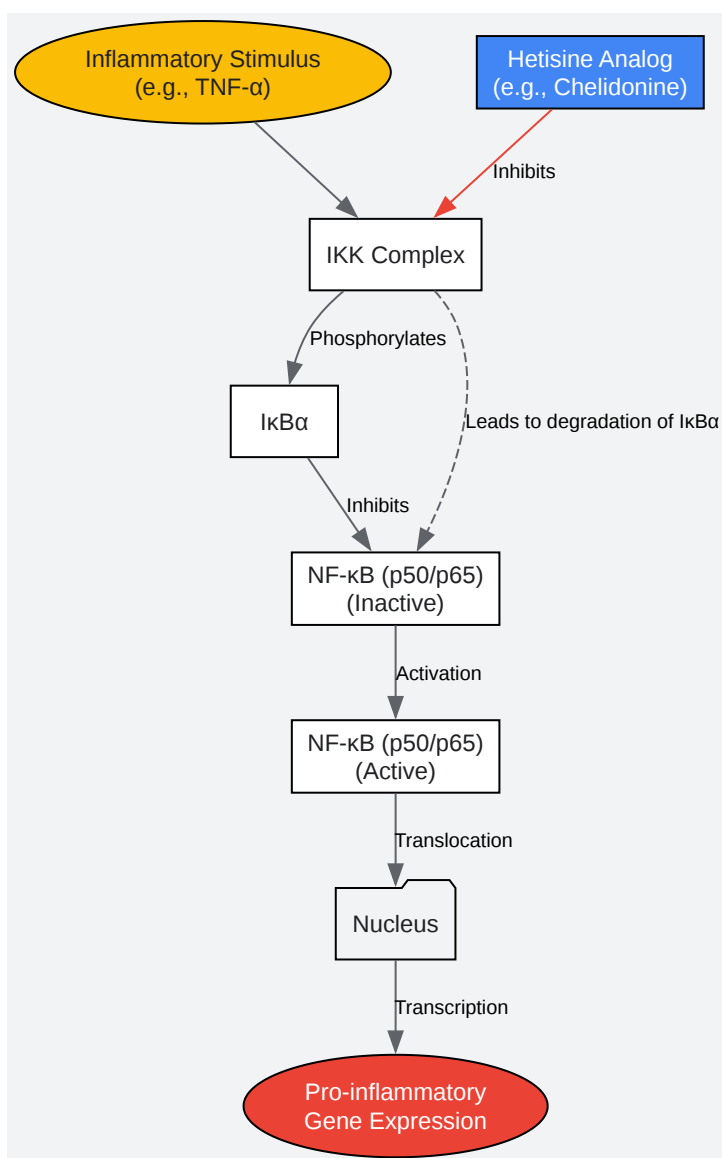 Inflammatory Stimulus
(e.g., TNF-α)
Hetisine Analog
(e.g., Chelidonine)
Inhibits
IKK Complex
Phosphorylates
IκBα
Leads to degradation of IκBα
Inhibits
NF-κB (p50/p65)
(Inactive)
Activation
NF-κB (p50/p65)
(Active)
Translocation
Nucleus
Transcription
Pro-inflammatory
Gene Expression